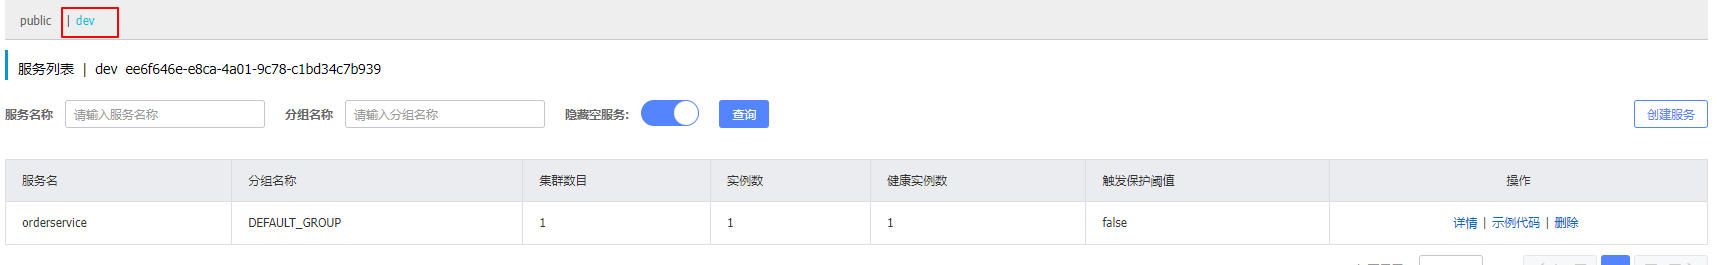 public | dev
服务列表 | dev ee6f646e-e8ca-4a01-9c78-c1bd34c7b939
服务名称 请输入服务名称 分组名称 请输入分组名称 隐藏空服务: 查询 创建服务
服务名 分组名称 集群数目 实例数 健康实例数 触发保护阈值 操作
orderservice DEFAULT_GROUP 1 1 1 false 详情 | 示例代码 | 删除